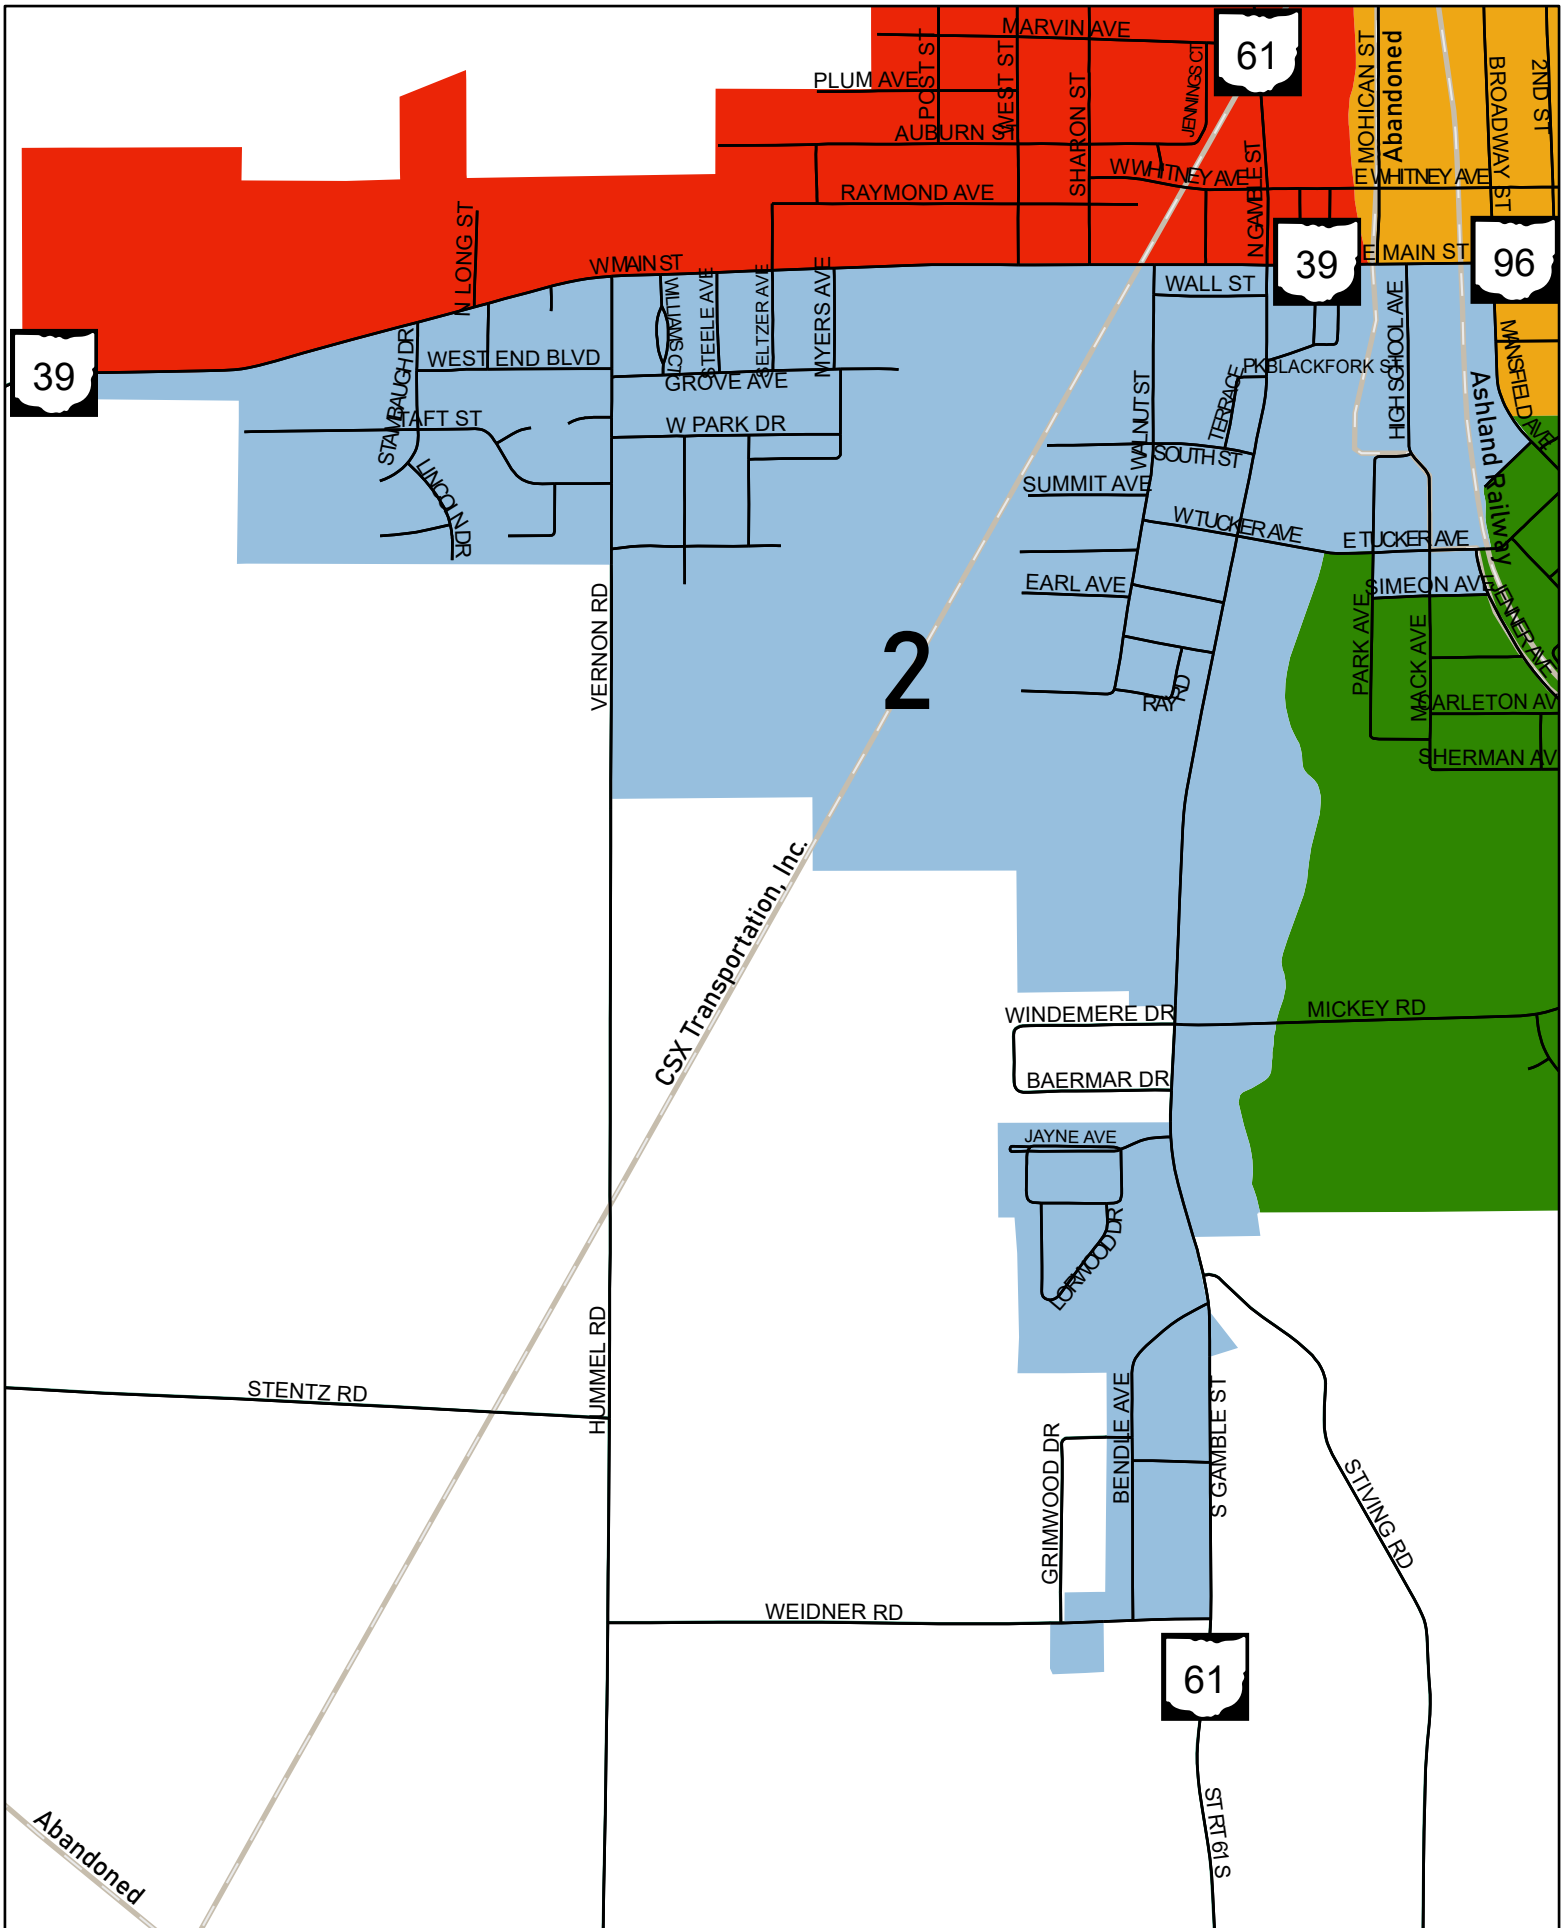 MARVIN AVE
61
POST ST
WEST ST
SHARON ST
JENNINGS CT
MOHICAN ST
Abandoned
BROADWAY ST
2ND ST
PLUM AVE
AUBURN ST
W WHITNEY AVE
E WHITNEY AVE
N GAMBLE ST
RAYMOND AVE
N LONG ST
W MAIN ST
39
E MAIN ST
96
WALL ST
WILLIAMS CT
STEELE AVE
SELTZER AVE
MYERS AVE
HIGH SCHOOL AVE
MANSFIELD AVE
39
STAMBAUGH DR
WEST END BLVD
GROVE AVE
PK
BLACKFORK ST
TERRACE
WALNUT ST
TAFT ST
W PARK DR
SOUTH ST
Ashland Railway
LINCOLN DR
SUMMIT AVE
W TUCKER AVE
E TUCKER AVE
EARL AVE
SIMEON AVE
JENNER AVE
VERNON RD
2
PARK AVE
MACK AVE
RAY RD
CARLETON AV
SHERMAN AV
CSX Transportation, Inc.
WINDEMERE DR
MICKEY RD
BAERMAR DR
JAYNE AVE
LORWOOD DR
HUMMEL RD
STENTZ RD
BENDLE AVE
S GAMBLE ST
GRIMWOOD DR
STIVING RD
WEIDNER RD
61
ST RT 61 S
Abandoned